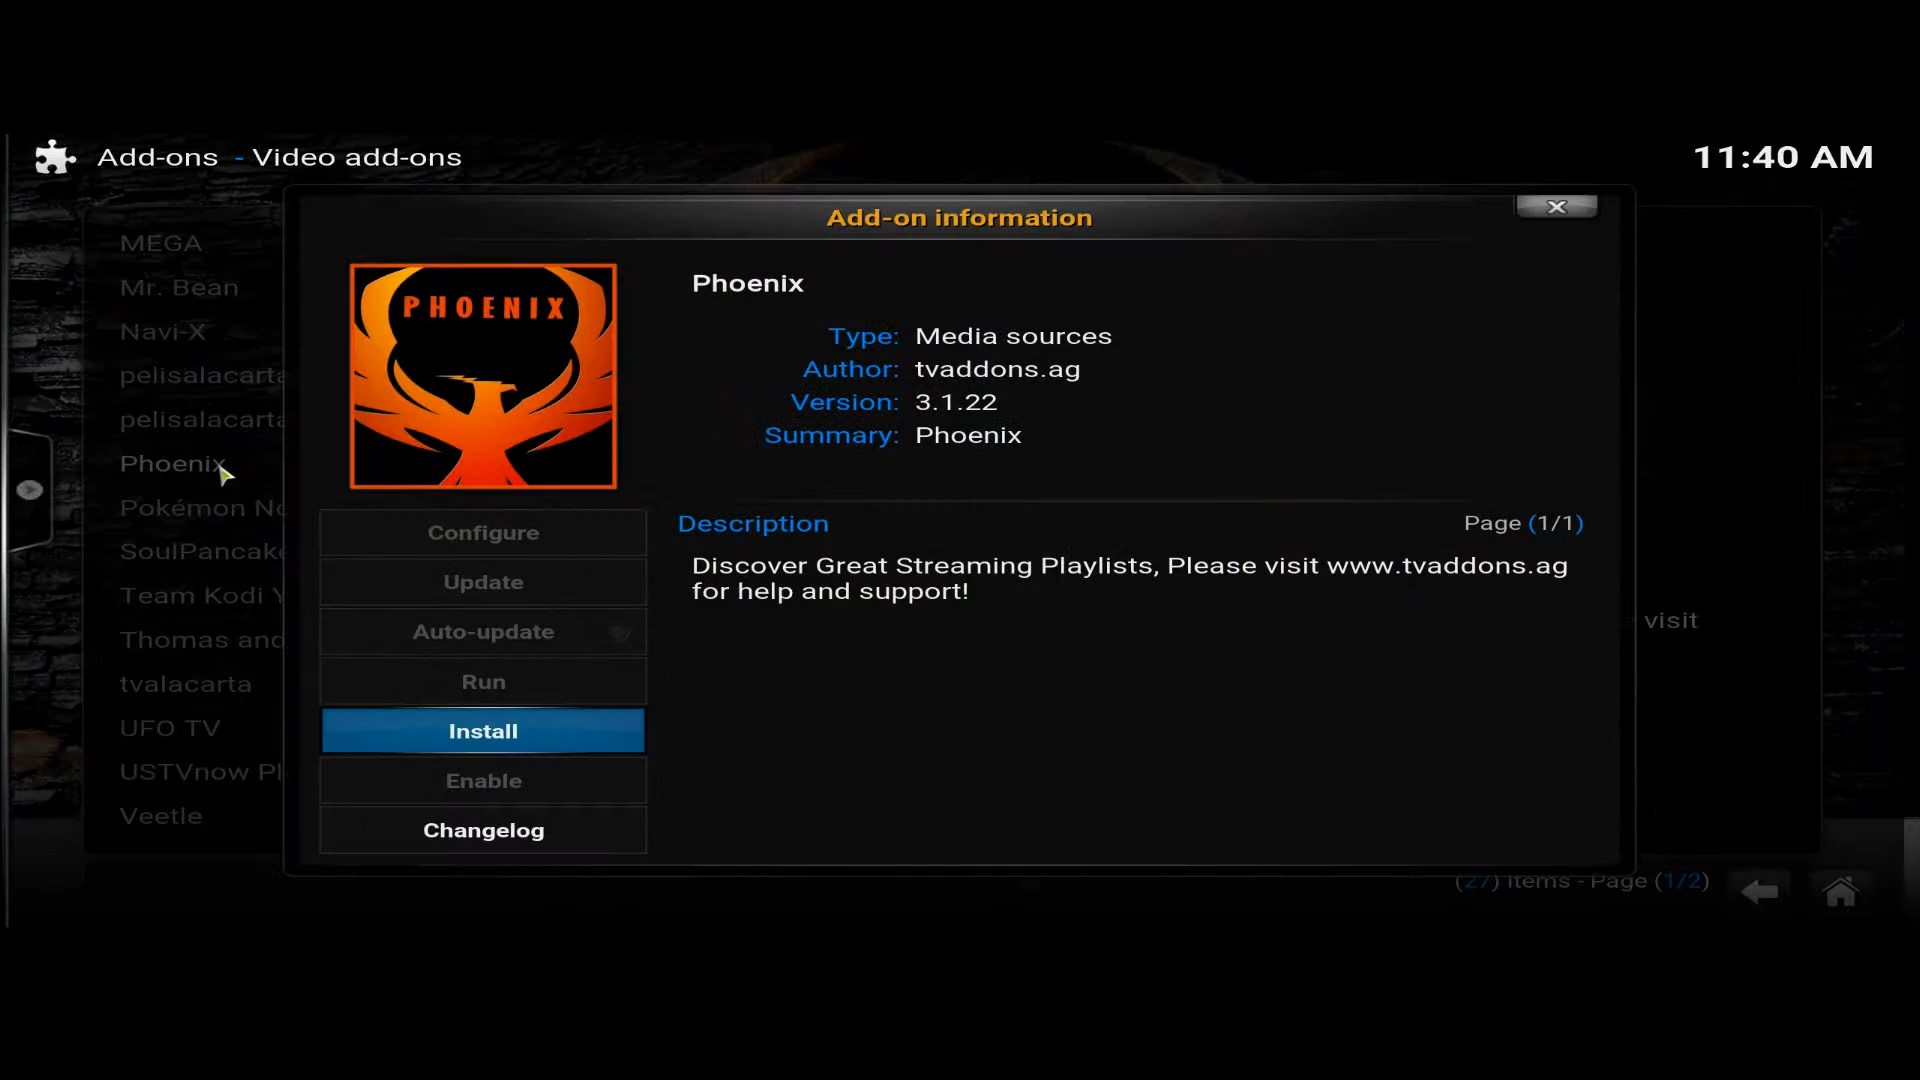 Add-ons - Video add-ons
11:40 AM
Add-on information
MEGA
Mr. Bean
Navi-X
pelisalacarta
pelisalacarta
Phoenix
Pokémon
SoulPancake
Team Kodi
Thomas and
tvalacarta
UFO TV
USTVnow
Veetle
PHOENIX
Phoenix
Type: Media sources
Author: tvaddons.ag
Version: 3.1.22
Summary: Phoenix
Configure
Update
Auto-update
Run
Install
Enable
Changelog
Description
Page (1/1)
Discover Great Streaming Playlists, Please visit www.tvaddons.ag
for help and support!
visit
(27) Items - Page (1/2)